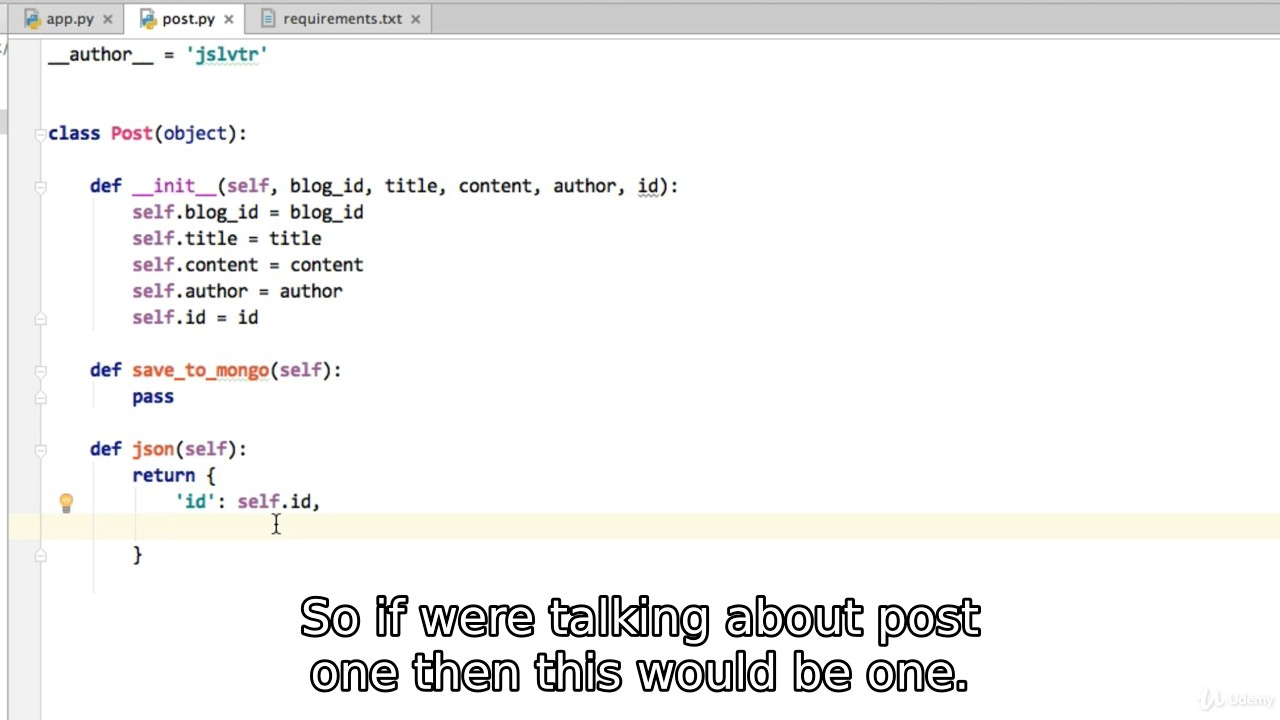 app.py
post.py
requirements.txt
__author__ = 'jslvtr'
class Post(object):
def __init__(self, blog_id, title, content, author, id):
self.blog_id = blog_id
self.title = title
self.content = content
self.author = author
self.id = id
def save_to_mongo(self):
pass
def json(self):
return {
'id': self.id,
}
So if were talking about post
one then this would be one.
Udemy